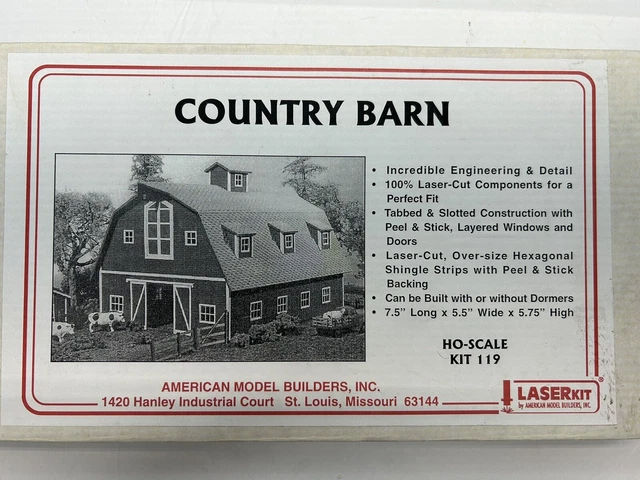 COUNTRY BARN
• Incredible Engineering & Detail
• 100% Laser-Cut Components for a
Perfect Fit
• Tabbed & Slotted Construction with
Peel & Stick, Layered Windows and
Doors
• Laser-Cut, Over-size Hexagonal
Shingle Strips with Peel & Stick
Backing
• Can be Built with or without Dormers
• 7.5" Long x 5.5" Wide x 5.75" High
HO-SCALE
KIT 119
AMERICAN MODEL BUILDERS, INC.
1420 Hanley Industrial Court St. Louis, Missouri 63144
LASERKIT®
by AMERICAN MODEL BUILDERS, INC.